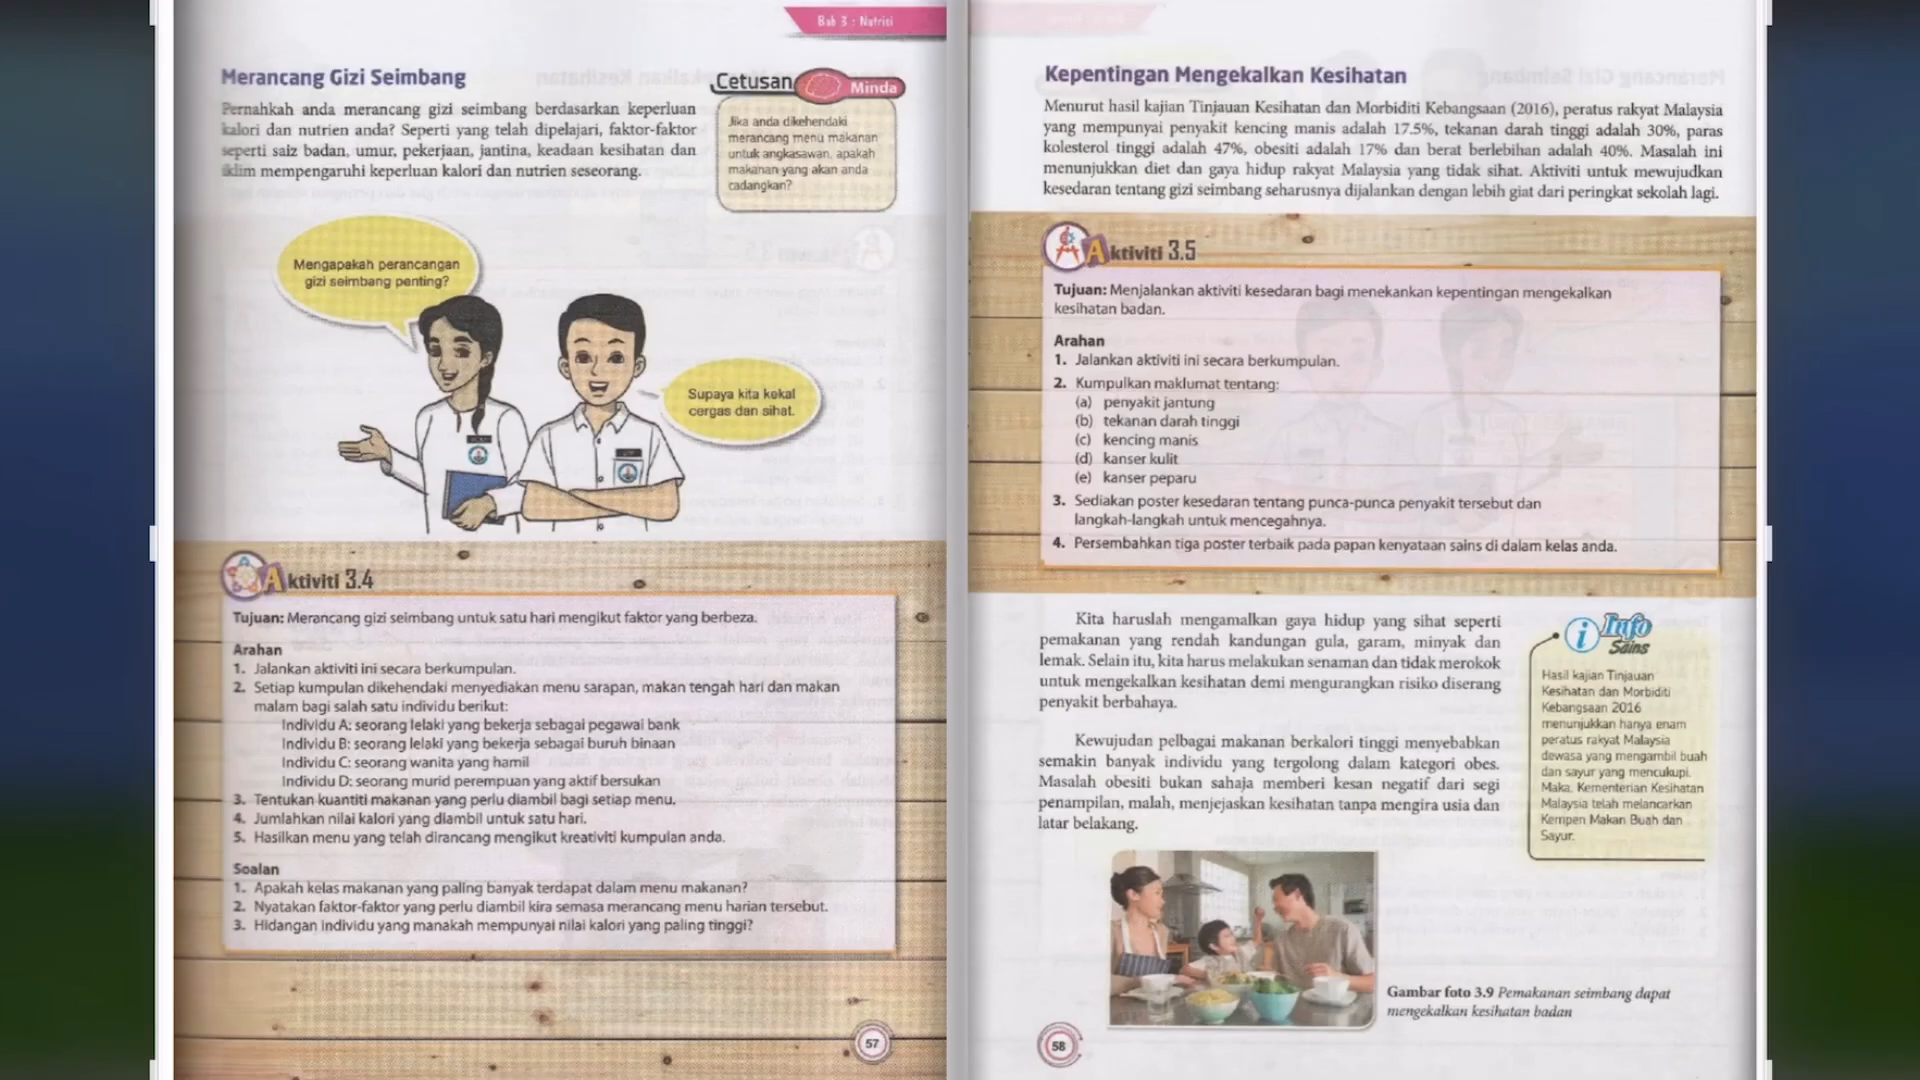 Bab 3 : Nutrisi
Merancang Gizi Seimbang
Pernahkah anda merancang gizi seimbang berdasarkan keperluan
kalori dan nutrien anda? Seperti yang telah dipelajari, faktor-faktor
seperti saiz badan, umur, pekerjaan, jantina, keadaan kesihatan dan
iklim mempengaruhi keperluan kalori dan nutrien seseorang.
Cetusan Minda
Jika anda dikehendaki
merancang menu makanan
untuk angkasawan, apakah
makanan yang akan anda
cadangkan?
Mengapakah perancangan
gizi seimbang penting?
Supaya kita kekal
cergas dan sihat.
Aktiviti 3.4
Tujuan: Merancang gizi seimbang untuk satu hari mengikut faktor yang berbeza.
Arahan
1. Jalankan aktiviti ini secara berkumpulan.
2. Setiap kumpulan dikehendaki menyediakan menu sarapan, makan tengah hari dan makan
malam bagi salah satu individu berikut:
Individu A: seorang lelaki yang bekerja sebagai pegawai bank
Individu B: seorang lelaki yang bekerja sebagai buruh binaan
Individu C: seorang wanita yang hamil
Individu D: seorang murid perempuan yang aktif bersukan
3. Tentukan kuantiti makanan yang perlu diambil bagi setiap menu.
4. Jumlahkan nilai kalori yang diambil untuk satu hari.
5. Hasilkan menu yang telah dirancang mengikut kreativiti kumpulan anda.
Soalan
1. Apakah kelas makanan yang paling banyak terdapat dalam menu makanan?
2. Nyatakan faktor-faktor yang perlu diambil kira semasa merancang menu harian tersebut.
3. Hidangan individu yang manakah mempunyai nilai kalori yang paling tinggi?
57
Kepentingan Mengekalkan Kesihatan
Menurut hasil kajian Tinjauan Kesihatan dan Morbiditi Kebangsaan (2016), peratus rakyat Malaysia
yang mempunyai penyakit kencing manis adalah 17.5%, tekanan darah tinggi adalah 30%, paras
kolesterol tinggi adalah 47%, obesiti adalah 17% dan berat berlebihan adalah 40%. Masalah ini
menunjukkan diet dan gaya hidup rakyat Malaysia yang tidak sihat. Aktiviti untuk mewujudkan
kesedaran tentang gizi seimbang seharusnya dijalankan dengan lebih giat dari peringkat sekolah lagi.
Aktiviti 3.5
Tujuan: Menjalankan aktiviti kesedaran bagi menekankan kepentingan mengekalkan
kesihatan badan.
Arahan
1. Jalankan aktiviti ini secara berkumpulan.
2. Kumpulkan maklumat tentang:
(a) penyakit jantung
(b) tekanan darah tinggi
(c) kencing manis
(d) kanser kulit
(e) kanser peparu
3. Sediakan poster kesedaran tentang punca-punca penyakit tersebut dan
langkah-langkah untuk mencegahnya.
4. Persembahkan tiga poster terbaik pada papan kenyataan sains di dalam kelas anda.
Kita haruslah mengamalkan gaya hidup yang sihat seperti
pemakanan yang rendah kandungan gula, garam, minyak dan
lemak. Selain itu, kita harus melakukan senaman dan tidak merokok
untuk mengekalkan kesihatan demi mengurangkan risiko diserang
penyakit berbahaya.
Kewujudan pelbagai makanan berkalori tinggi menyebabkan
semakin banyak individu yang tergolong dalam kategori obes.
Masalah obesiti bukan sahaja memberi kesan negatif dari segi
penampilan, malah, menjejaskan kesihatan tanpa mengira usia dan
latar belakang.
Info
Sains
Hasil kajian Tinjauan
Kesihatan dan Morbiditi
Kebangsaan 2016
menunjukkan hanya enam
peratus rakyat Malaysia
dewasa yang mengambil buah
dan sayur yang mencukupi.
Maka, Kementerian Kesihatan
Malaysia telah melancarkan
Kempen Makan Buah dan
Sayur.
Gambar foto 3.9 Pemakanan seimbang dapat
mengekalkan kesihatan badan
58